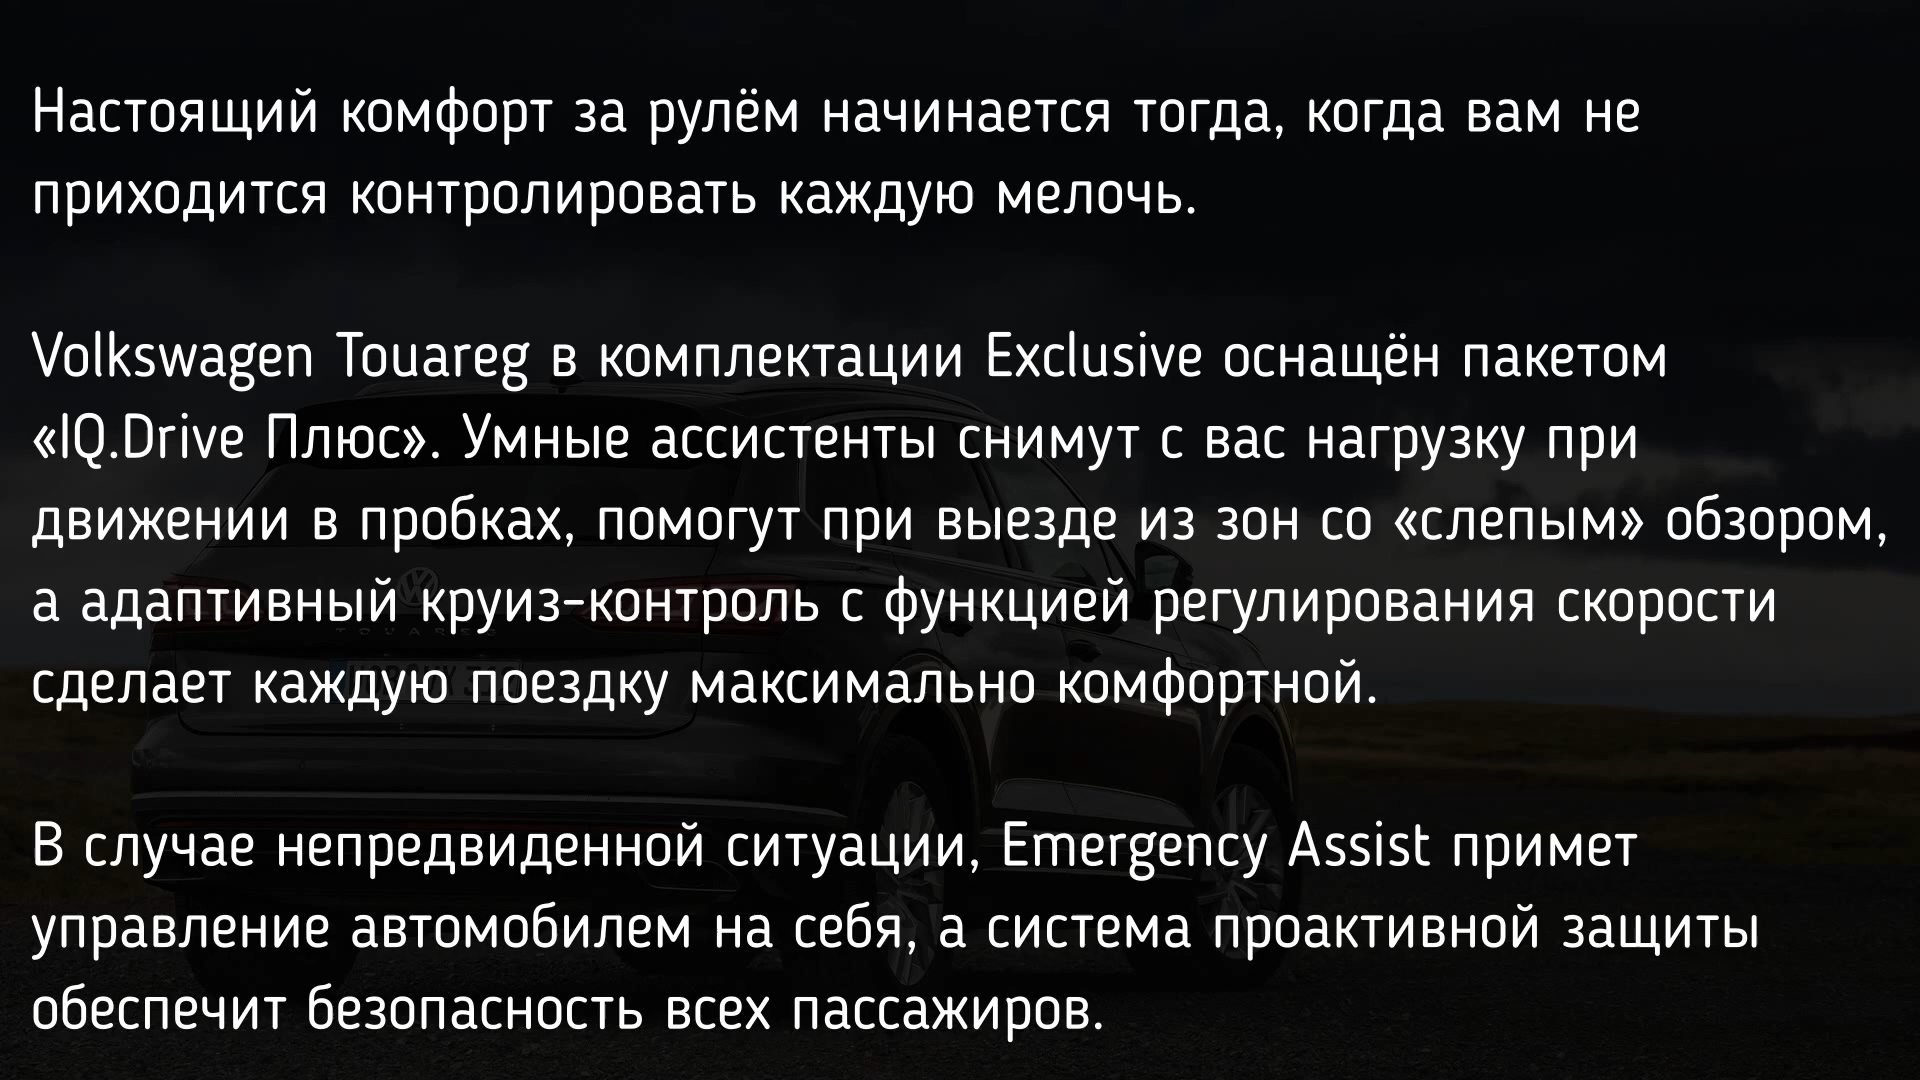 Настоящий комфорт за рулём начинается тогда, когда вам не
приходится контролировать каждую мелочь.
Volkswagen Touareg в комплектации Exclusive оснащён пакетом
«IQ.Drive Плюс». Умные ассистенты снимут с вас нагрузку при
движении в пробках, помогут при выезде из зон со «слепым» обзором,
а адаптивный круиз-контроль с функцией регулирования скорости
сделает каждую поездку максимально комфортной.
В случае непредвиденной ситуации, Emergency Assist примет
управление автомобилем на себя, а система проактивной защиты
обеспечит безопасность всех пассажиров.
TOUAREG